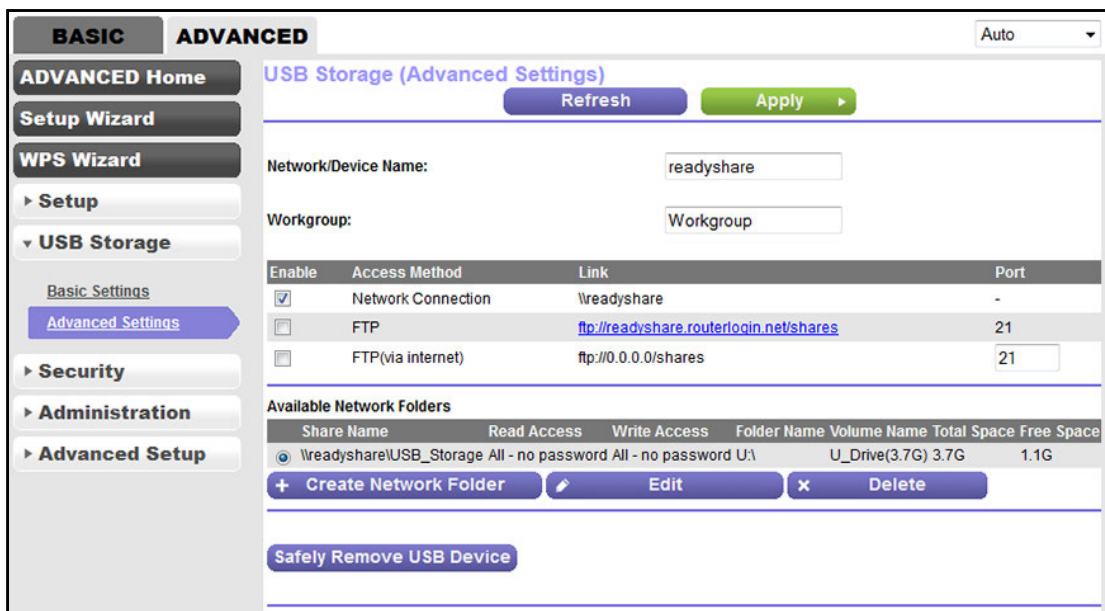 BASIC ADVANCED Auto
ADVANCED Home
Setup Wizard
WPS Wizard
Setup
USB Storage
Basic Settings
Advanced Settings
Security
Administration
Advanced Setup
USB Storage (Advanced Settings)
Refresh Apply
Network/Device Name: readyshare
Workgroup: Workgroup
Enable Access Method Link Port
Network Connection \\readyshare -
FTP ftp://readyshare.routerlogin.net/shares 21
FTP(via internet) ftp://0.0.0.0/shares 21
Available Network Folders
Share Name Read Access Write Access Folder Name Volume Name Total Space Free Space
\\readyshare\USB_Storage All - no password All - no password U:\ U_Drive(3.7G) 3.7G 1.1G
+ Create Network Folder Edit x Delete
Safely Remove USB Device